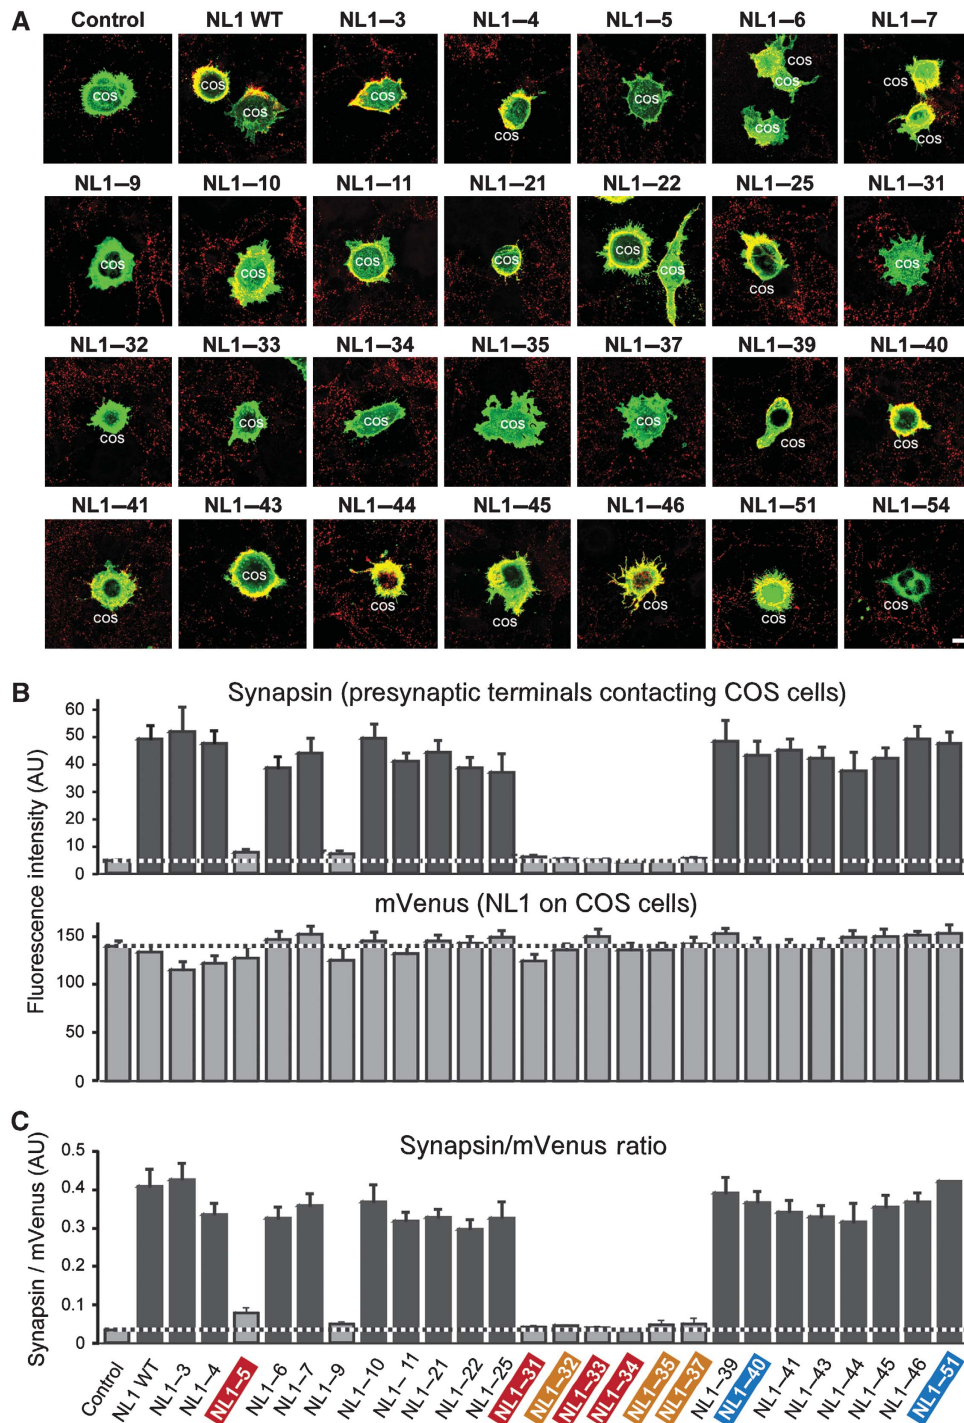 A
Control NL1 WT NL1–3 NL1–4 NL1–5 NL1–6 NL1–7
COS COS COS COS COS COS COS COS COS COS COS COS
NL1–9 NL1–10 NL1–11 NL1–21 NL1–22 NL1–25 NL1–31
COS COS COS COS COS COS COS COS
NL1–32 NL1–33 NL1–34 NL1–35 NL1–37 NL1–39 NL1–40
COS COS COS COS COS COS COS
NL1–41 NL1–43 NL1–44 NL1–45 NL1–46 NL1–51 NL1–54
COS COS COS COS COS COS COS
B
Synapsin (presynaptic terminals contacting COS cells)
Fluorescence intensity (AU)
60
50
40
30
20
10
0
mVenus (NL1 on COS cells)
150
100
50
0
C
Synapsin/mVenus ratio
Synapsin / mVenus (AU)
0.5
0.4
0.3
0.2
0.1
0
Control NL1 WT NL1–3 NL1–4 NL1–5 NL1–6 NL1–7 NL1–9 NL1–10 NL1–11 NL1–21 NL1–22 NL1–25 NL1–31 NL1–32 NL1–33 NL1–34 NL1–35 NL1–37 NL1–39 NL1–40 NL1–41 NL1–43 NL1–44 NL1–45 NL1–46 NL1–51